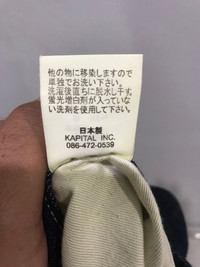 他の物に移染しますので
単独でお洗い下さい。
洗濯後直ちに脱水し干す。
蛍光増白剤が入っていな
い洗剤を使用して下さい。
日本製
KAPITAL INC.
086-472-0539